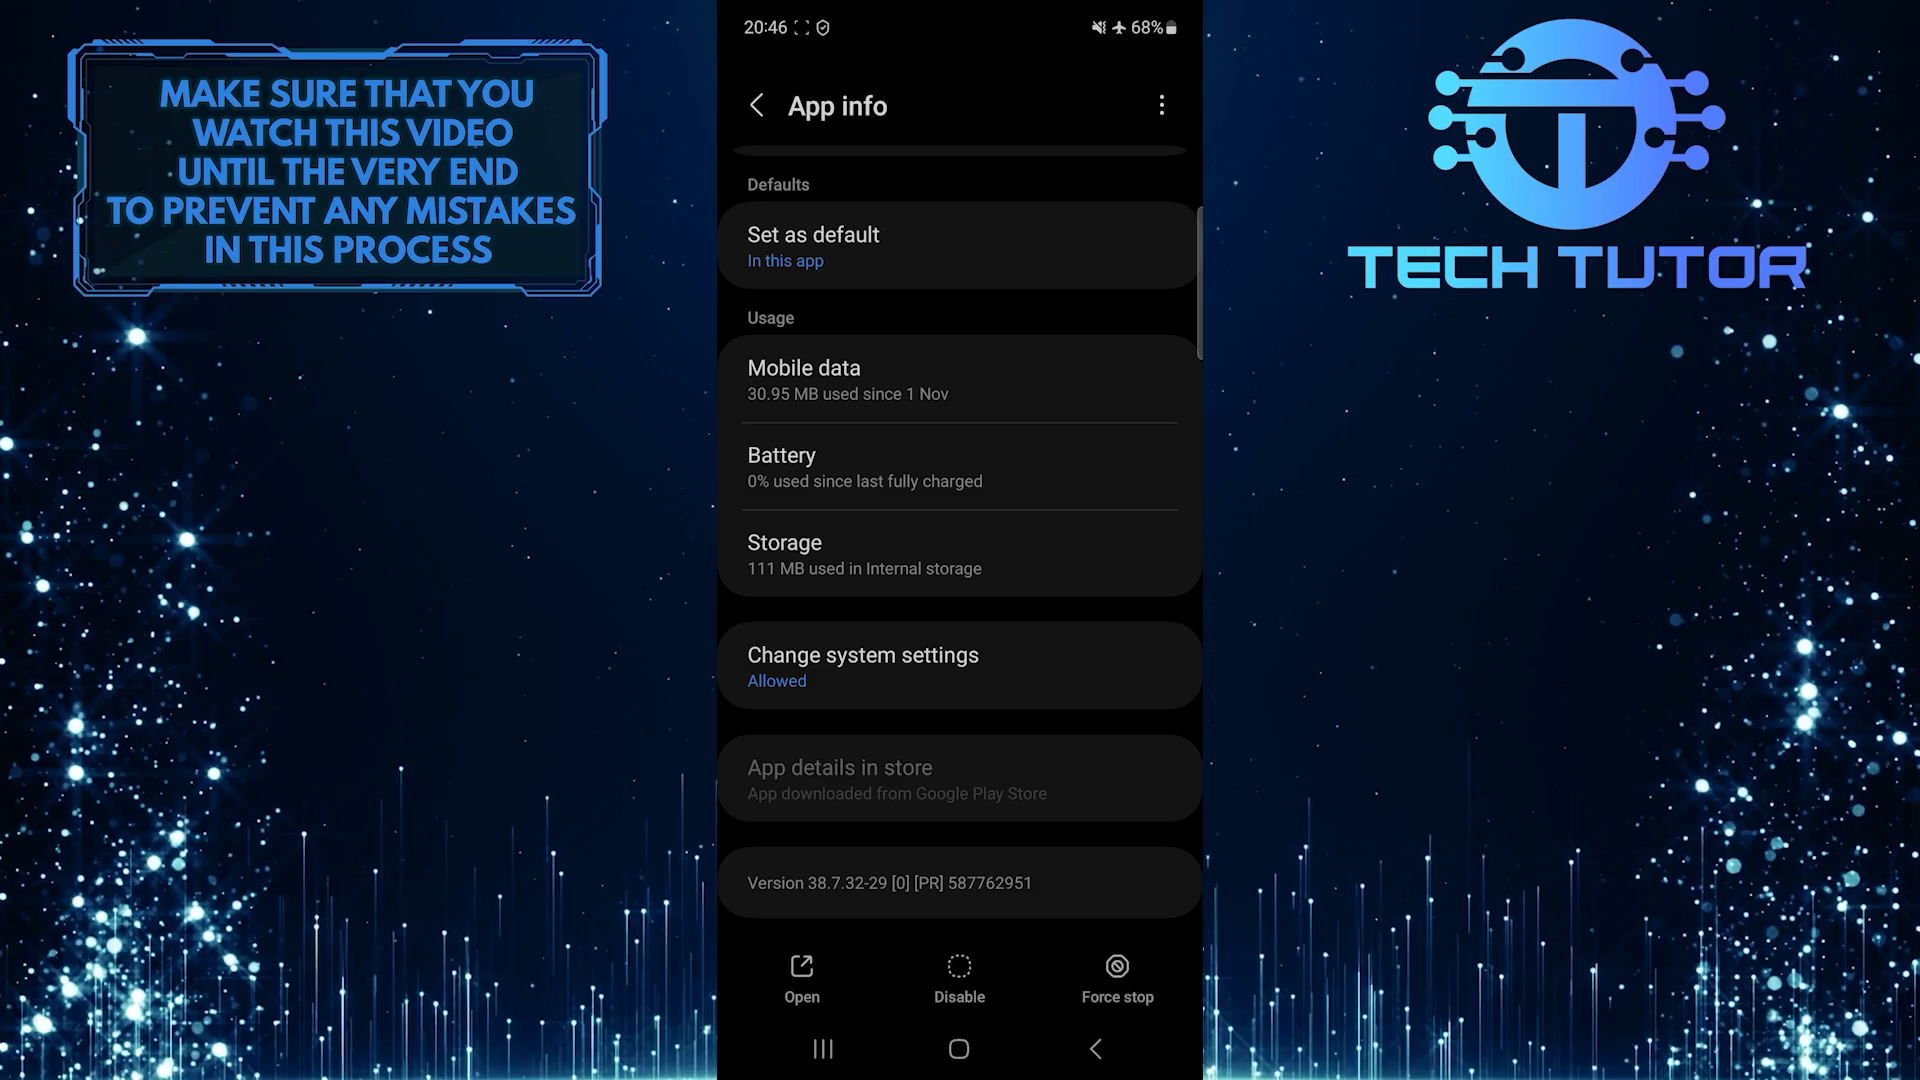 MAKE SURE THAT YOU
WATCH THIS VIDEO
UNTIL THE VERY END
TO PREVENT ANY MISTAKES
IN THIS PROCESS
20:46
68%
App info
Defaults
Set as default
In this app
Usage
Mobile data
30.95 MB used since 1 Nov
Battery
0% used since last fully charged
Storage
111 MB used in Internal storage
Change system settings
Allowed
App details in store
App downloaded from Google Play Store
Version 38.7.32-29 [0] [PR] 587762951
Open
Disable
Force stop
TECH TUTOR